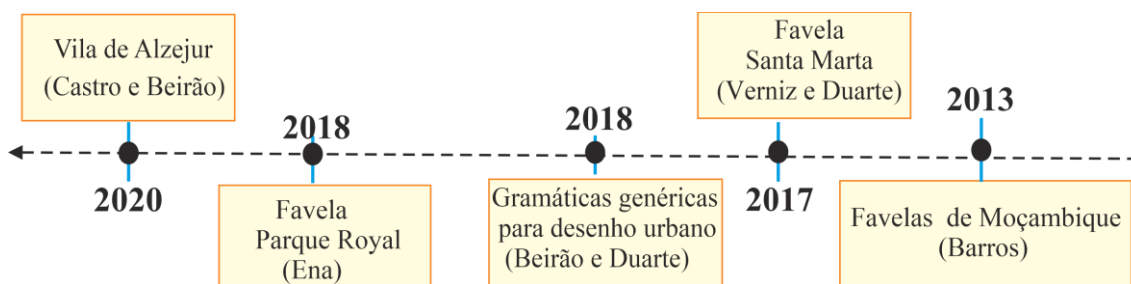 Vila de Alzejur
(Castro e Beirão)
2020
2018
Favela
Parque Royal
(Ena)
2018
Gramáticas genéricas
para desenho urbano
(Beirão e Duarte)
Favela
Santa Marta
(Verniz e Duarte)
2017
2013
Favelas de Moçambique
(Barros)